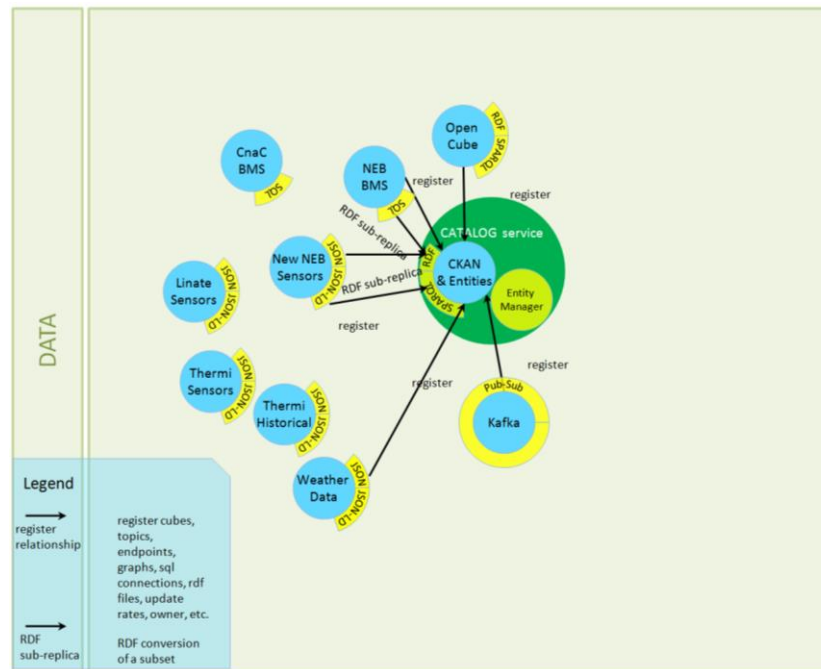 DATA
CnaC
BMS
SQL
NEB
BMS
SQL
Open
Cube
RDF SPARQL
register
register
RDF sub-replica
CATALOG service
New NEB
Sensors
JSON JSON-LD
RDF SPARQL
CKAN
& Entities
Entity
Manager
RDF sub-replica
register
Linate
Sensors
JSON JSON-LD
Thermi
Sensors
JSON JSON-LD
Thermi
Historical
JSON JSON-LD
register
register
Pub-Sub
Kafka
Weather
Data
JSON JSON-LD
Legend
register
relationship
register cubes,
topics,
endpoints,
graphs, sql
connections, rdf
files, update
rates, owner, etc.
RDF
sub-replica
RDF conversion
of a subset